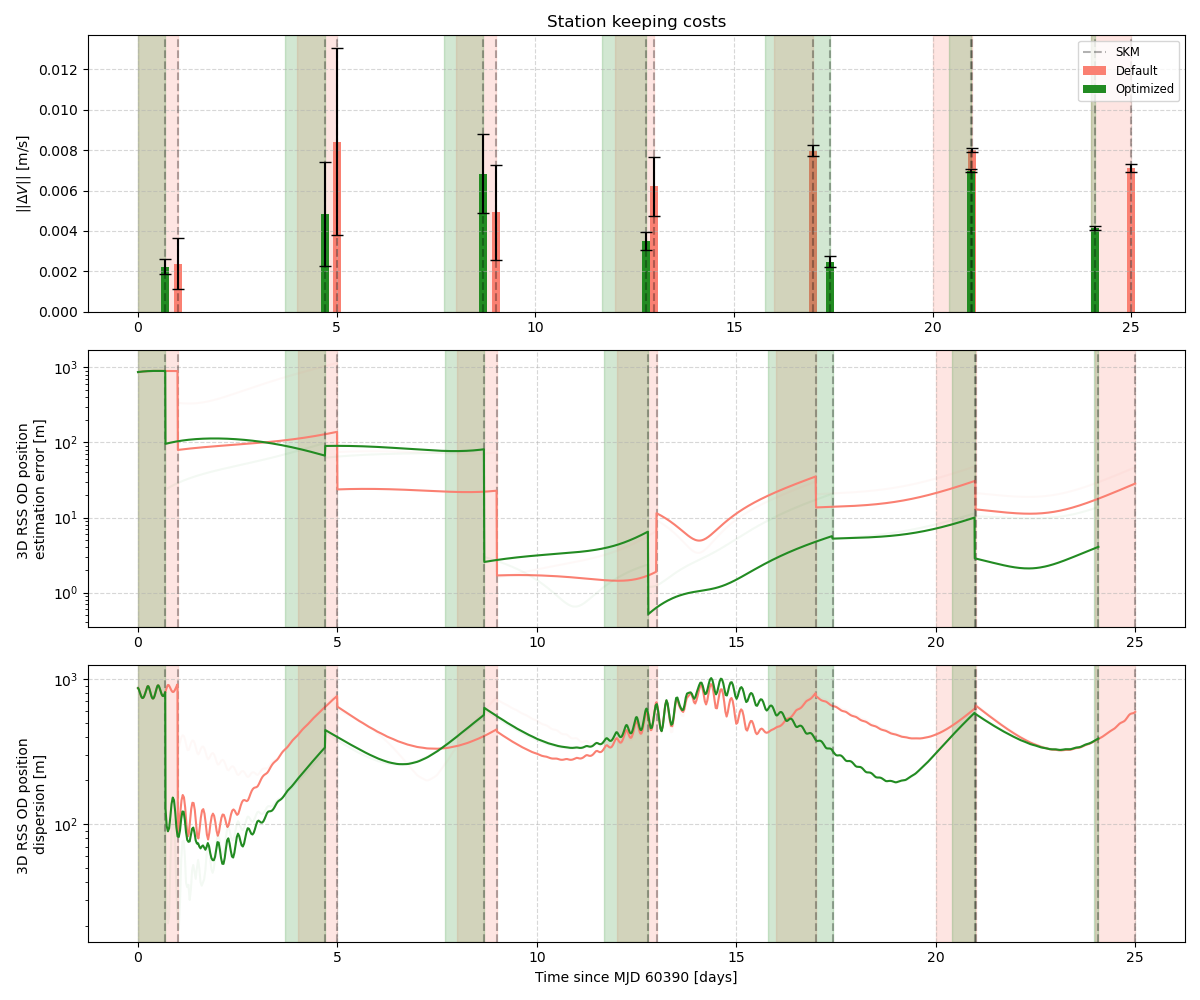 Station keeping costs
||ΔV|| [m/s]
0.012
0.010
0.008
0.006
0.004
0.002
0.000
SKM
Default
Optimized
0 5 10 15 20 25
3D RSS OD position
estimation error [m]
10³
10²
10¹
10⁰
0 5 10 15 20 25
3D RSS OD position
dispersion [m]
10³
10²
0 5 10 15 20 25
Time since MJD 60390 [days]